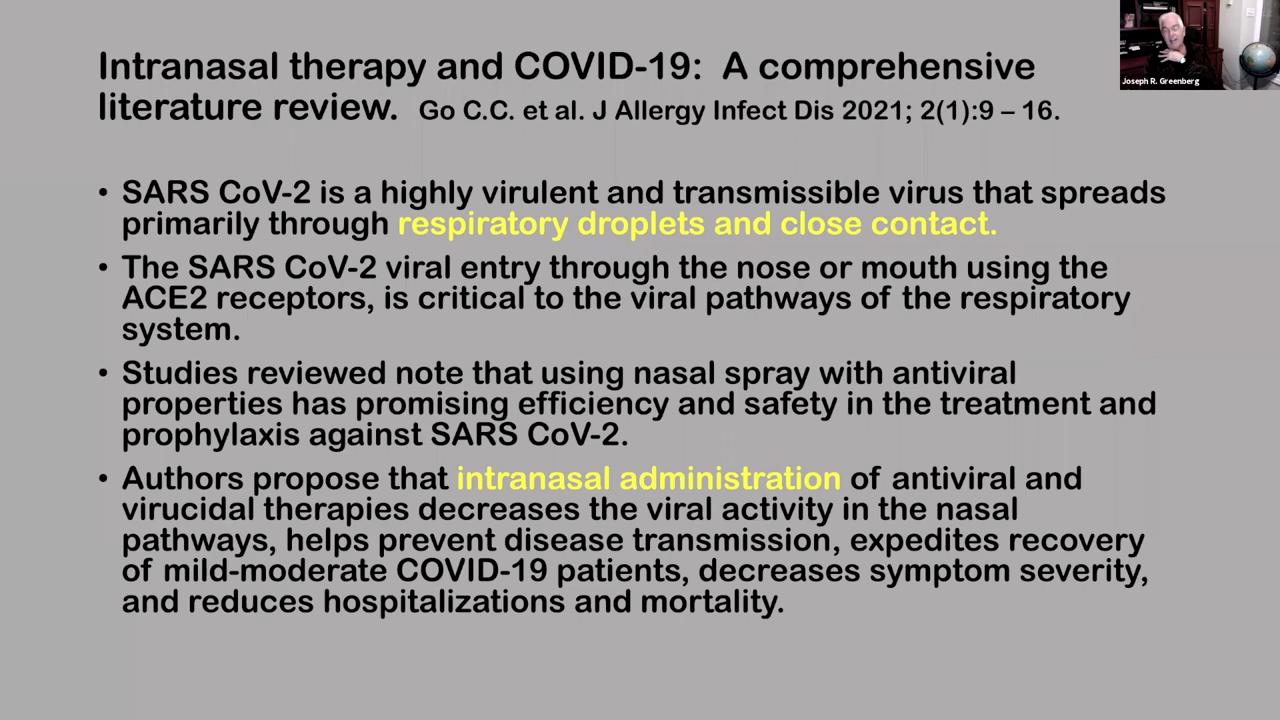 Intranasal therapy and COVID-19: A comprehensive
literature review. Go C.C. et al. J Allergy Infect Dis 2021; 2(1):9 – 16.
Joseph R. Greenberg
• SARS CoV-2 is a highly virulent and transmissible virus that spreads
primarily through respiratory droplets and close contact.
• The SARS CoV-2 viral entry through the nose or mouth using the
ACE2 receptors, is critical to the viral pathways of the respiratory
system.
• Studies reviewed note that using nasal spray with antiviral
properties has promising efficiency and safety in the treatment and
prophylaxis against SARS CoV-2.
• Authors propose that intranasal administration of antiviral and
virucidal therapies decreases the viral activity in the nasal
pathways, helps prevent disease transmission, expedites recovery
of mild-moderate COVID-19 patients, decreases symptom severity,
and reduces hospitalizations and mortality.